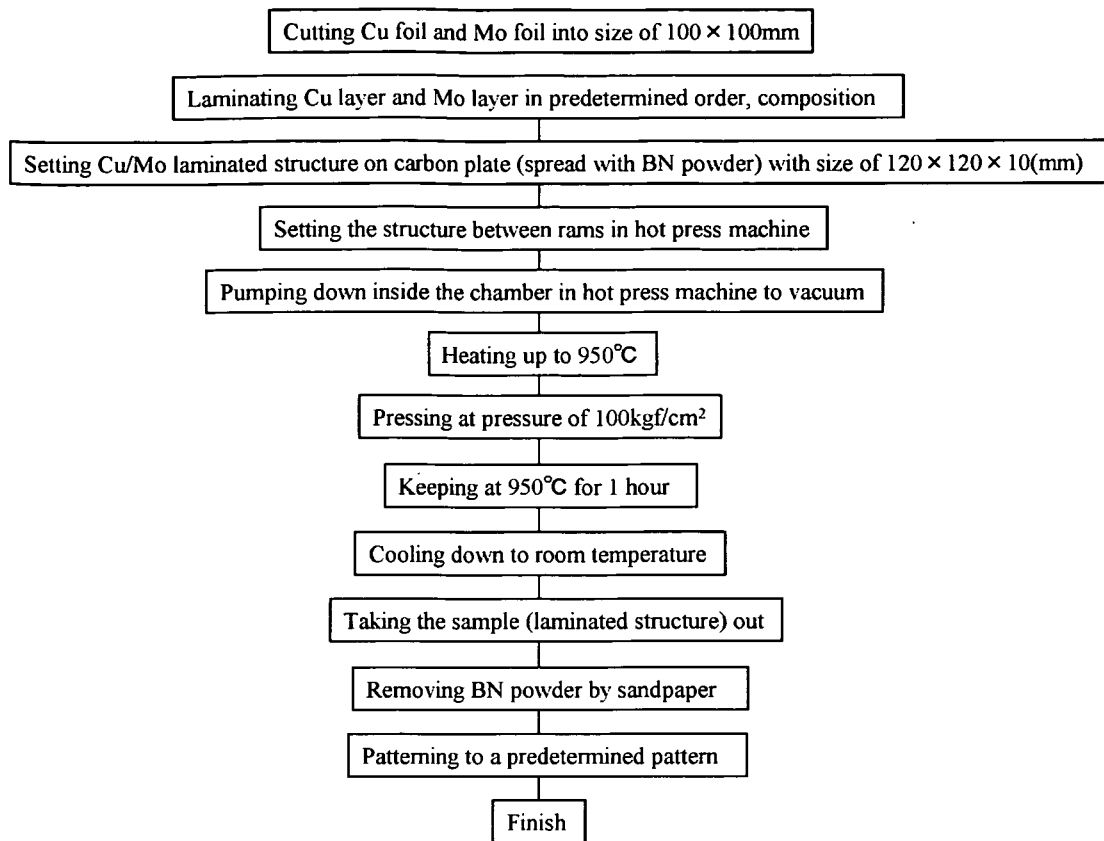 Cutting Cu foil and Mo foil into size of 100 × 100mm
Laminating Cu layer and Mo layer in predetermined order, composition
Setting Cu/Mo laminated structure on carbon plate (spread with BN powder) with size of 120 × 120 × 10(mm)
Setting the structure between rams in hot press machine
Pumping down inside the chamber in hot press machine to vacuum
Heating up to 950℃
Pressing at pressure of 100kgf/cm²
Keeping at 950℃ for 1 hour
Cooling down to room temperature
Taking the sample (laminated structure) out
Removing BN powder by sandpaper
Patterning to a predetermined pattern
Finish